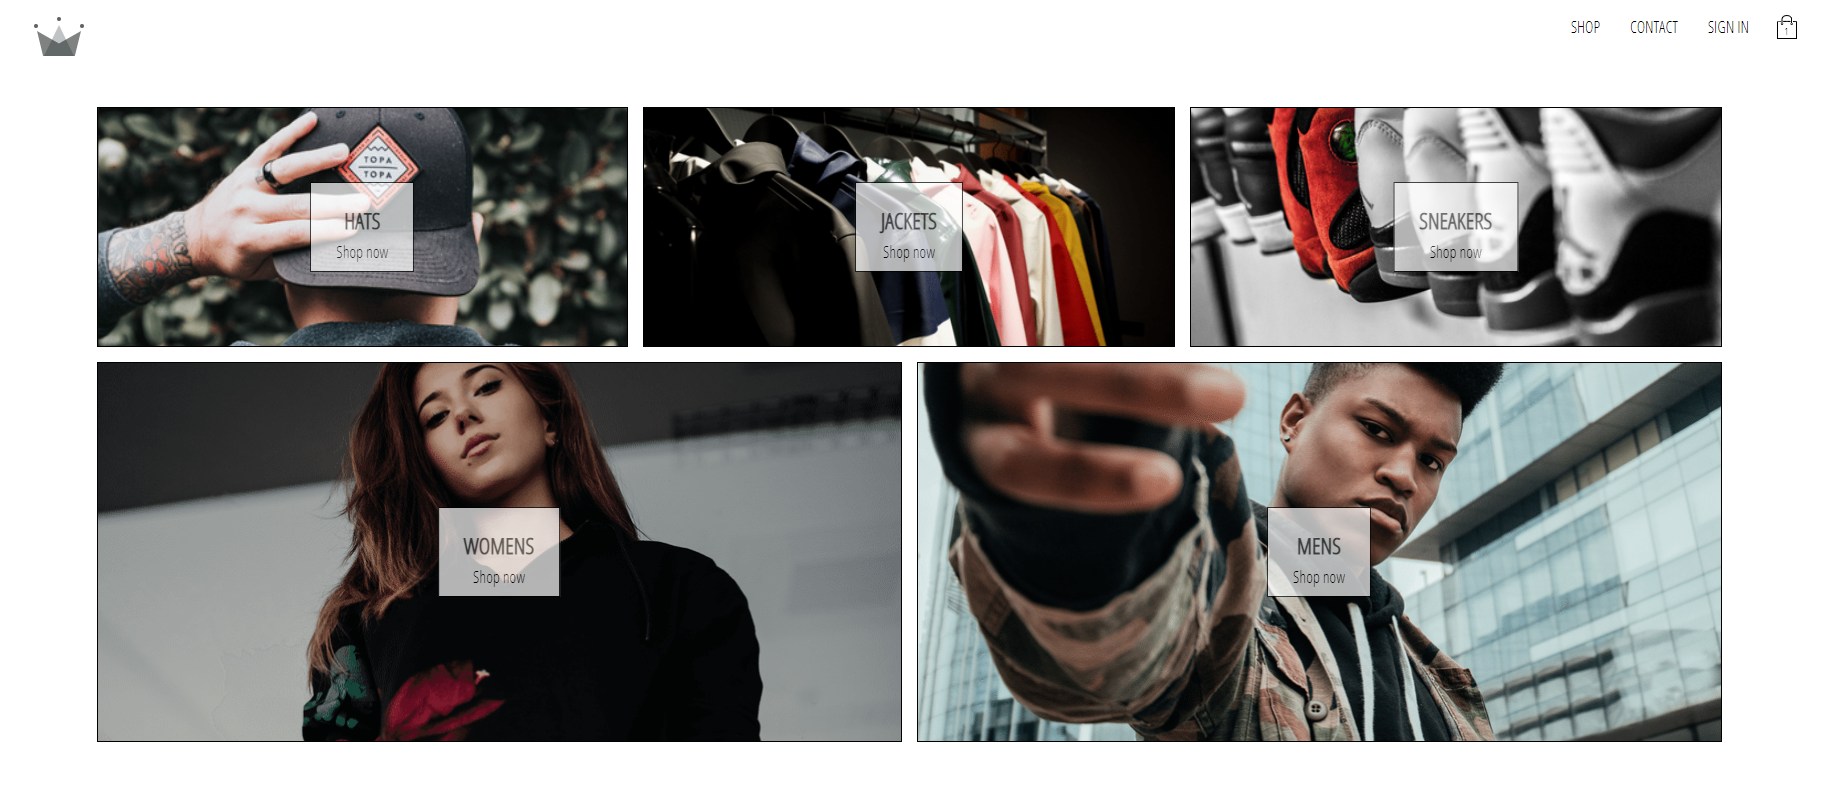 SHOP
CONTACT
SIGN IN
1
TOPA
TOPA
HATS
Shop now
JACKETS
Shop now
SNEAKERS
Shop now
WOMENS
Shop now
MENS
Shop now